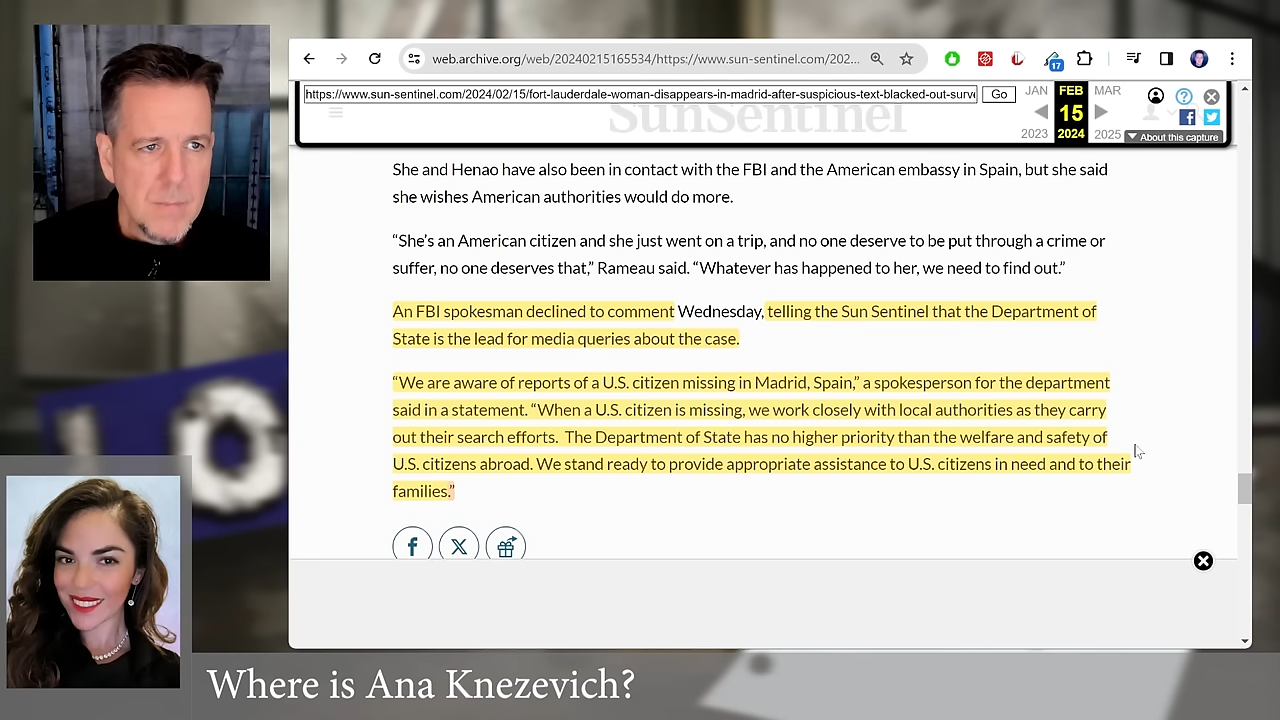 web.archive.org/web/20240215165534/https://www.sun-sentinel.com/202...
17
https://www.sun-sentinel.com/2024/02/15/fort-lauderdale-woman-disappears-in-madrid-after-suspicious-text-blacked-out-surve
Go
JAN FEB MAR
15
2023 2024 2025
About this capture
SunSentinel
She and Henao have also been in contact with the FBI and the American embassy in Spain, but she said
she wishes American authorities would do more.
“She’s an American citizen and she just went on a trip, and no one deserve to be put through a crime or
suffer, no one deserves that,” Rameau said. “Whatever has happened to her, we need to find out.”
An FBI spokesman declined to comment Wednesday, telling the Sun Sentinel that the Department of
State is the lead for media queries about the case.
“We are aware of reports of a U.S. citizen missing in Madrid, Spain,” a spokesperson for the department
said in a statement. “When a U.S. citizen is missing, we work closely with local authorities as they carry
out their search efforts.  The Department of State has no higher priority than the welfare and safety of
U.S. citizens abroad. We stand ready to provide appropriate assistance to U.S. citizens in need and to their
families.”
Where is Ana Knezevich?